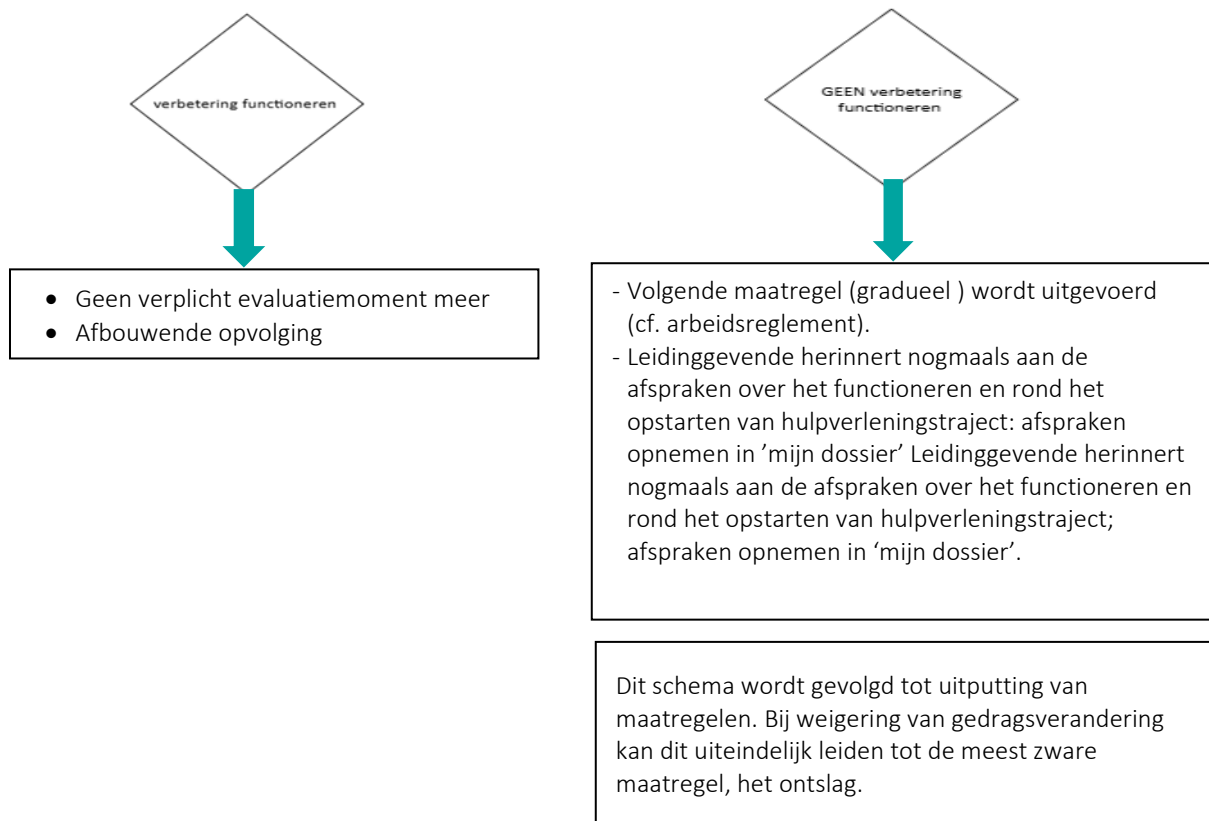 verbetering functioneren
• Geen verplicht evaluatiemoment meer
• Afbouwende opvolging
GEEN verbetering
functioneren
- Volgende maatregel (gradueel ) wordt uitgevoerd
(cf. arbeidsreglement).
- Leidinggevende herinnert nogmaals aan de
afspraken over het functioneren en rond het
opstarten van hulpverleningstraject: afspraken
opnemen in ’mijn dossier’ Leidinggevende herinnert
nogmaals aan de afspraken over het functioneren en
rond het opstarten van hulpverleningstraject;
afspraken opnemen in ‘mijn dossier’.
Dit schema wordt gevolgd tot uitputting van
maatregelen. Bij weigering van gedragsverandering
kan dit uiteindelijk leiden tot de meest zware
maatregel, het ontslag.